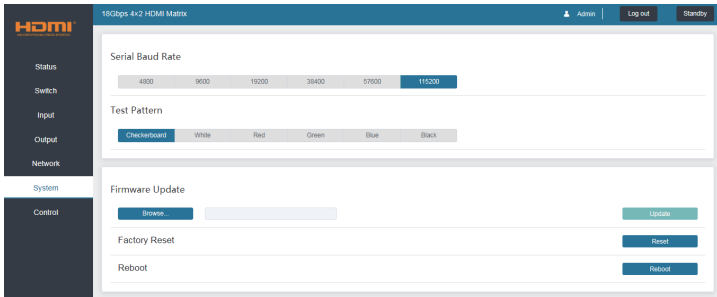 HDMI
18Gbps 4×2 HDMI Matrix
Admin
Log out
Standby
Status
Switch
Input
Output
Network
System
Control
Serial Baud Rate
4800 9600 19200 38400 57600 115200
Test Pattern
Checkerboard White Red Green Blue Black
Firmware Update
Browse... Update
Factory Reset Reset
Reboot Reboot